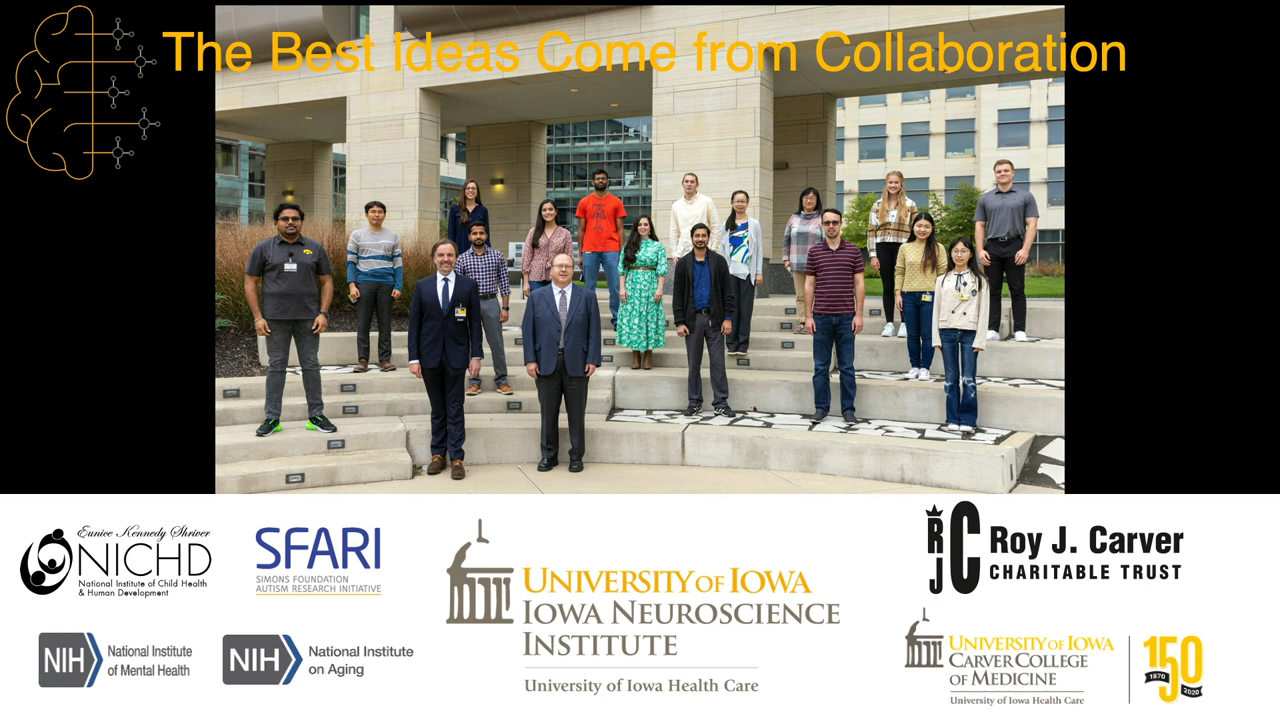 The Best Ideas Come from Collaboration
Eunice Kennedy Shriver
NICHD
National Institute of Child Health
& Human Development
SFARI
SIMONS FOUNDATION
AUTISM RESEARCH INITIATIVE
NIH
National Institute
of Mental Health
NIH
National Institute
on Aging
UNIVERSITY OF IOWA
IOWA NEUROSCIENCE
INSTITUTE
University of Iowa Health Care
RJC
Roy J. Carver
CHARITABLE TRUST
UNIVERSITY OF IOWA
CARVER COLLEGE
OF MEDICINE
University of Iowa Health Care
150
1870
2020